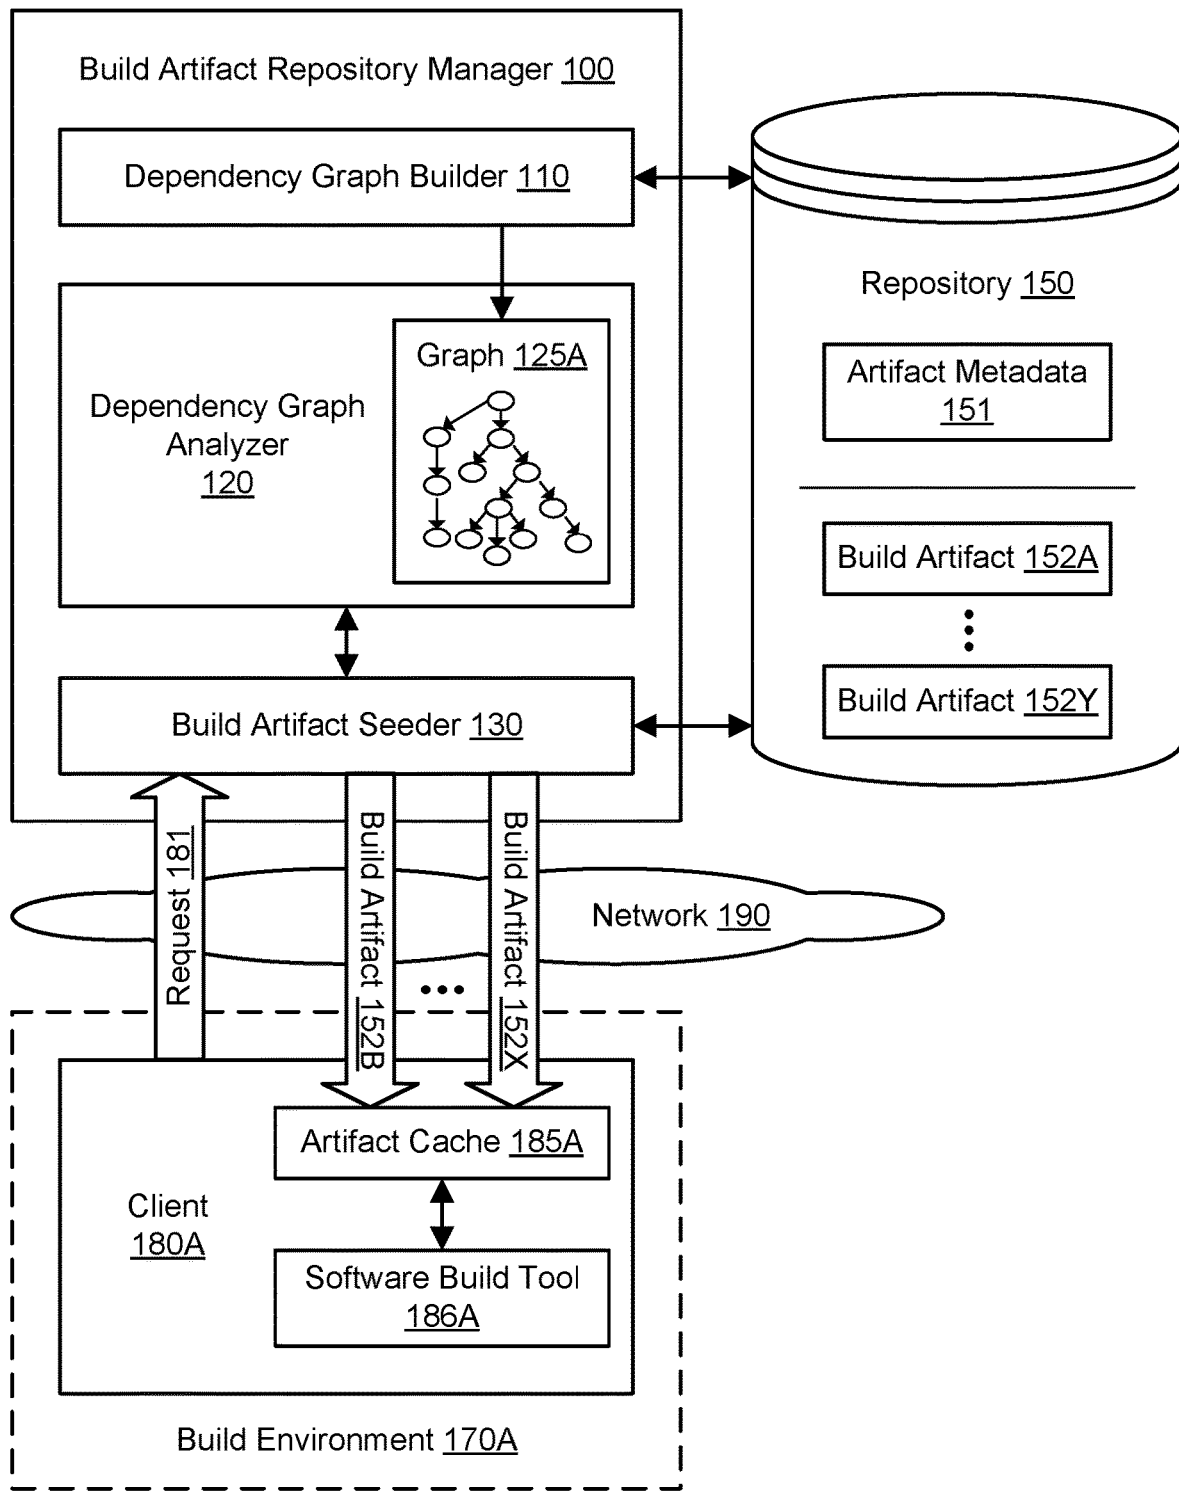 Build Artifact Repository Manager 100
Dependency Graph Builder 110
Repository 150
Graph 125A
Artifact Metadata
151
Dependency Graph
Analyzer
120
Build Artifact 152A
Build Artifact 152Y
Build Artifact Seeder 130
Request 181
Build Artifact 152B
Build Artifact 152X
Network 190
Artifact Cache 185A
Client
180A
Software Build Tool
186A
Build Environment 170A